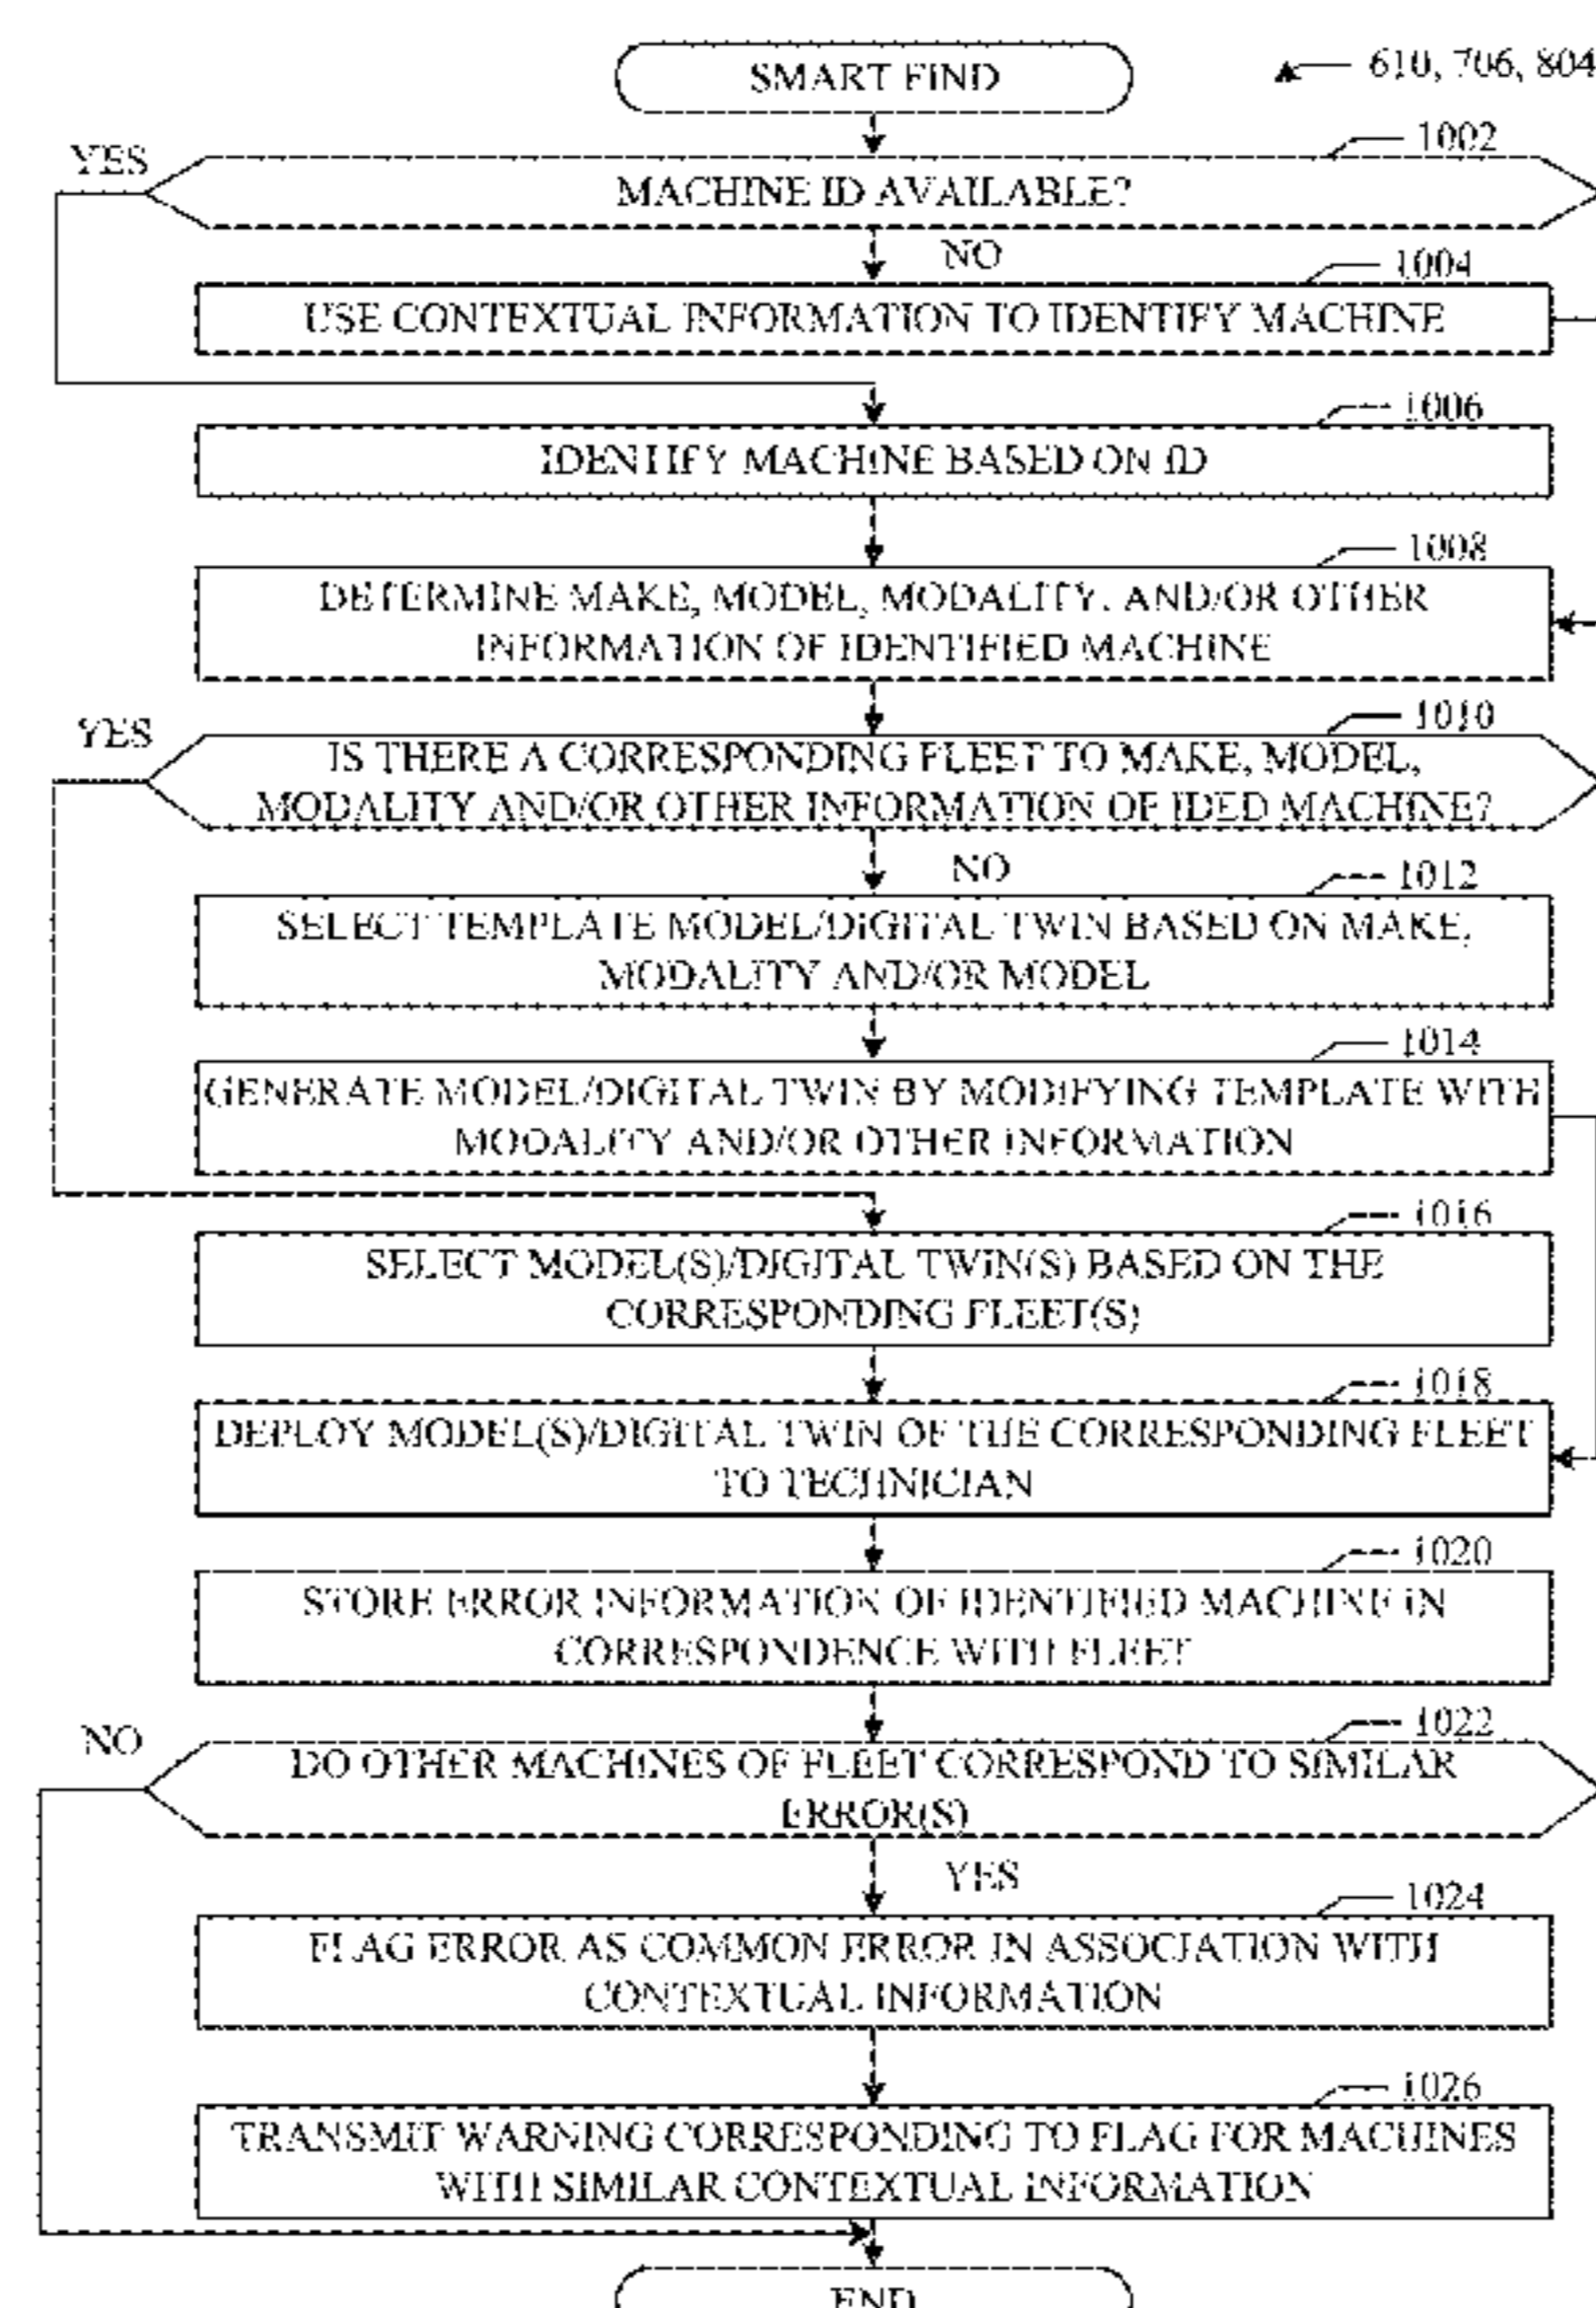 SMART FIND
610, 706, 804
1002
YES
MACHINE ID AVAILABLE?
NO
1004
USE CONTEXTUAL INFORMATION TO IDENTIFY MACHINE
1006
IDENTIFY MACHINE BASED ON ID
1008
DETERMINE MAKE, MODEL, MODALITY, AND/OR OTHER
INFORMATION OF IDENTIFIED MACHINE
1010
YES
IS THERE A CORRESPONDING FLEET TO MAKE, MODEL,
MODALITY AND/OR OTHER INFORMATION OF IDED MACHINE?
NO
1012
SELECT TEMPLATE MODEL/DIGITAL TWIN BASED ON MAKE,
MODALITY AND/OR MODEL
1014
GENERATE MODEL/DIGITAL TWIN BY MODIFYING TEMPLATE WITH
MODALITY AND/OR OTHER INFORMATION
1016
SELECT MODEL(S)/DIGITAL TWIN(S) BASED ON THE
CORRESPONDING FLEET(S)
1018
DEPLOY MODEL(S)/DIGITAL TWIN OF THE CORRESPONDING FLEET
TO TECHNICIAN
1020
STORE ERROR INFORMATION OF IDENTIFIED MACHINE IN
CORRESPONDENCE WITH FLEET
1022
NO
DO OTHER MACHINES OF FLEET CORRESPOND TO SIMILAR
ERROR(S)
YES
1024
FLAG ERROR AS COMMON ERROR IN ASSOCIATION WITH
CONTEXTUAL INFORMATION
1026
TRANSMIT WARNING CORRESPONDING TO FLAG FOR MACHINES
WITH SIMILAR CONTEXTUAL INFORMATION
END